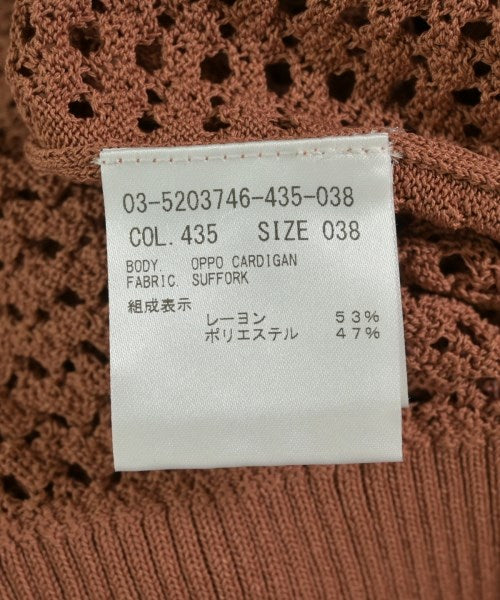 03-5203746-435-038
COL. 435 SIZE 038
BODY. OPPO CARDIGAN
FABRIC. SUFFORK
組成表示
レーヨン 53%
ポリエステル 47%